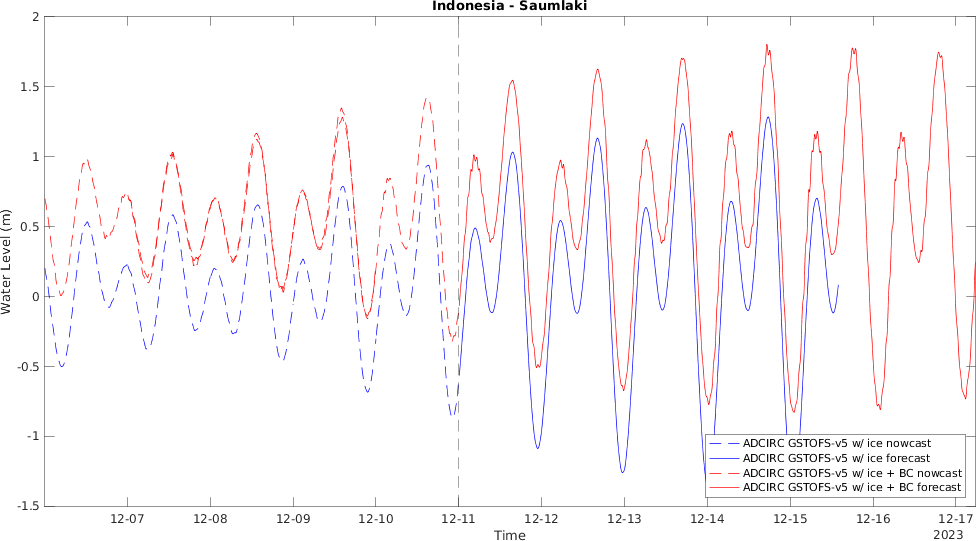 Indonesia - Saumlaki
2
1.5
1
0.5
0
-0.5
-1
-1.5
Water Level (m)
ADCIRC GSTOFS-v5 w/ ice nowcast
ADCIRC GSTOFS-v5 w/ ice forecast
ADCIRC GSTOFS-v5 w/ ice + BC nowcast
ADCIRC GSTOFS-v5 w/ ice + BC forecast
12-07 12-08 12-09 12-10 12-11 12-12 12-13 12-14 12-15 12-16 12-17
Time
2023